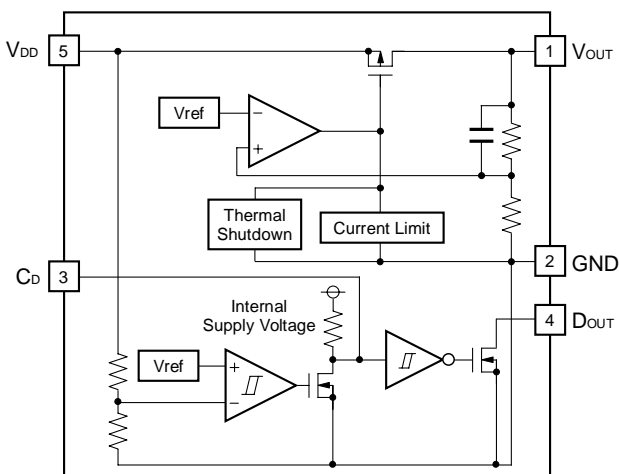 VDD 5
1 VOUT
Vref
−
+
Thermal
Shutdown
Current Limit
CD 3
2 GND
Internal
Supply Voltage
4 DOUT
Vref
+
−